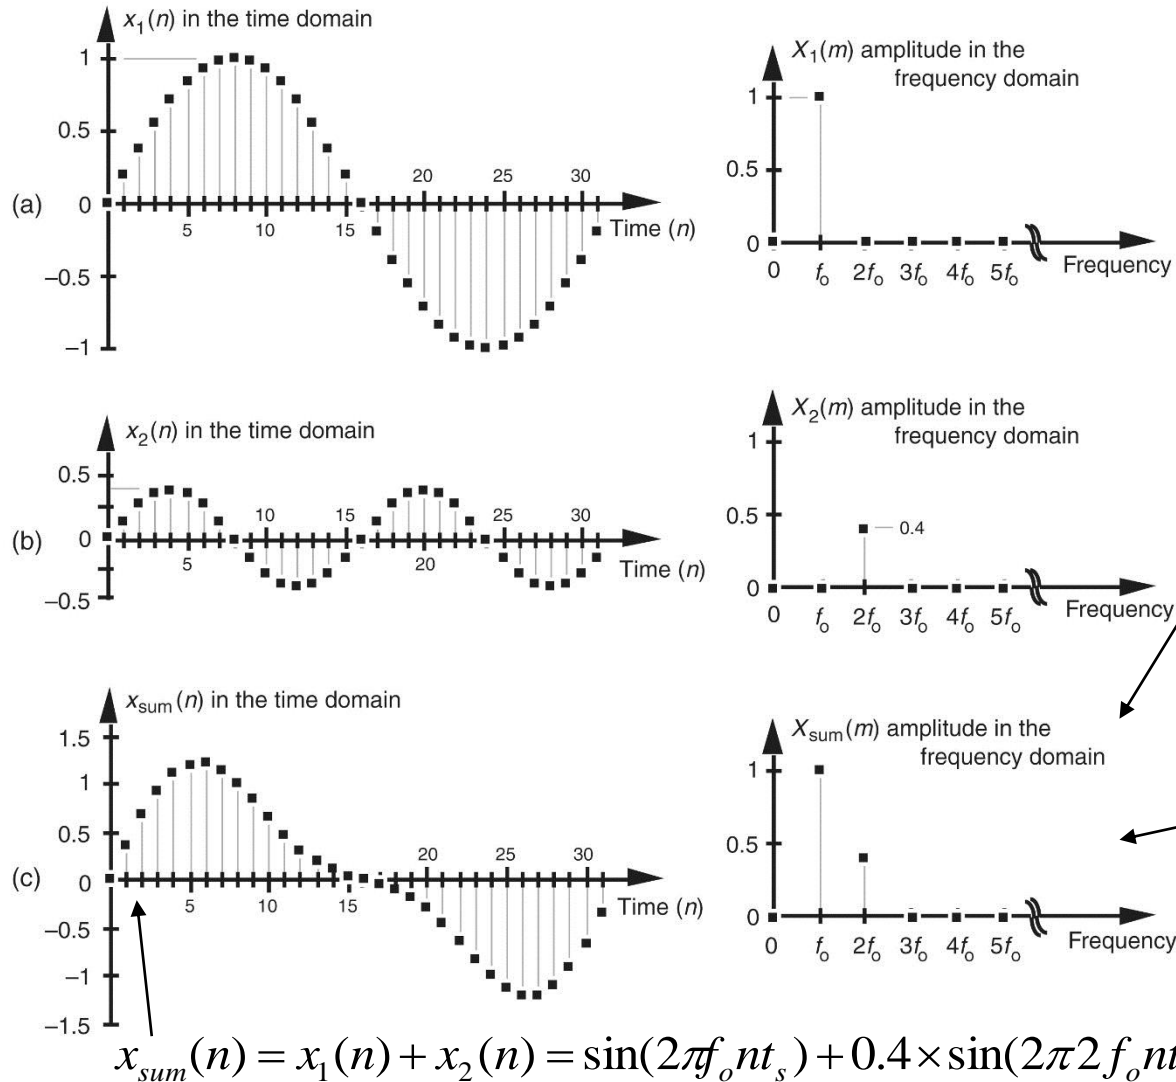 x₁(n) in the time domain
1
0.5
0
−0.5
−1
5
10
15
20
25
30
Time (n)
(a)
X₁(m) amplitude in the
frequency domain
1
0.5
0
0 fₒ 2fₒ 3fₒ 4fₒ 5fₒ
Frequency
x₂(n) in the time domain
0.5
0
−0.5
5
10
15
20
25
30
Time (n)
(b)
X₂(m) amplitude in the
frequency domain
1
0.5
0.4
0
0 fₒ 2fₒ 3fₒ 4fₒ 5fₒ
Frequency
x_sum(n) in the time domain
1.5
1
0.5
0
−0.5
−1
−1.5
5
10
15
20
25
30
Time (n)
(c)
X_sum(m) amplitude in the
frequency domain
1
0.5
0
0 fₒ 2fₒ 3fₒ 4fₒ 5fₒ
Frequency
x_sum(n) = x₁(n) + x₂(n) = sin(2πfₒntₛ) + 0.4×sin(2π2fₒnt